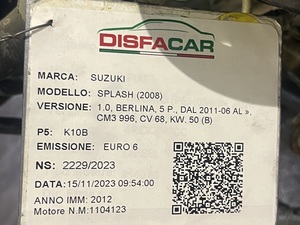 DISFACAR
MARCA: SUZUKI
MODELLO: SPLASH (2008)
VERSIONE: 1.0, BERLINA, 5 P., DAL 2011-06 AL »,
CM3 996, CV 68, KW. 50 (B)
P5: K10B
EMISSIONE: EURO 6
NS: 2229/2023
DATA:15/11/2023 09:54:00
ANNO IMM: 2012
Motore N.M:1104123